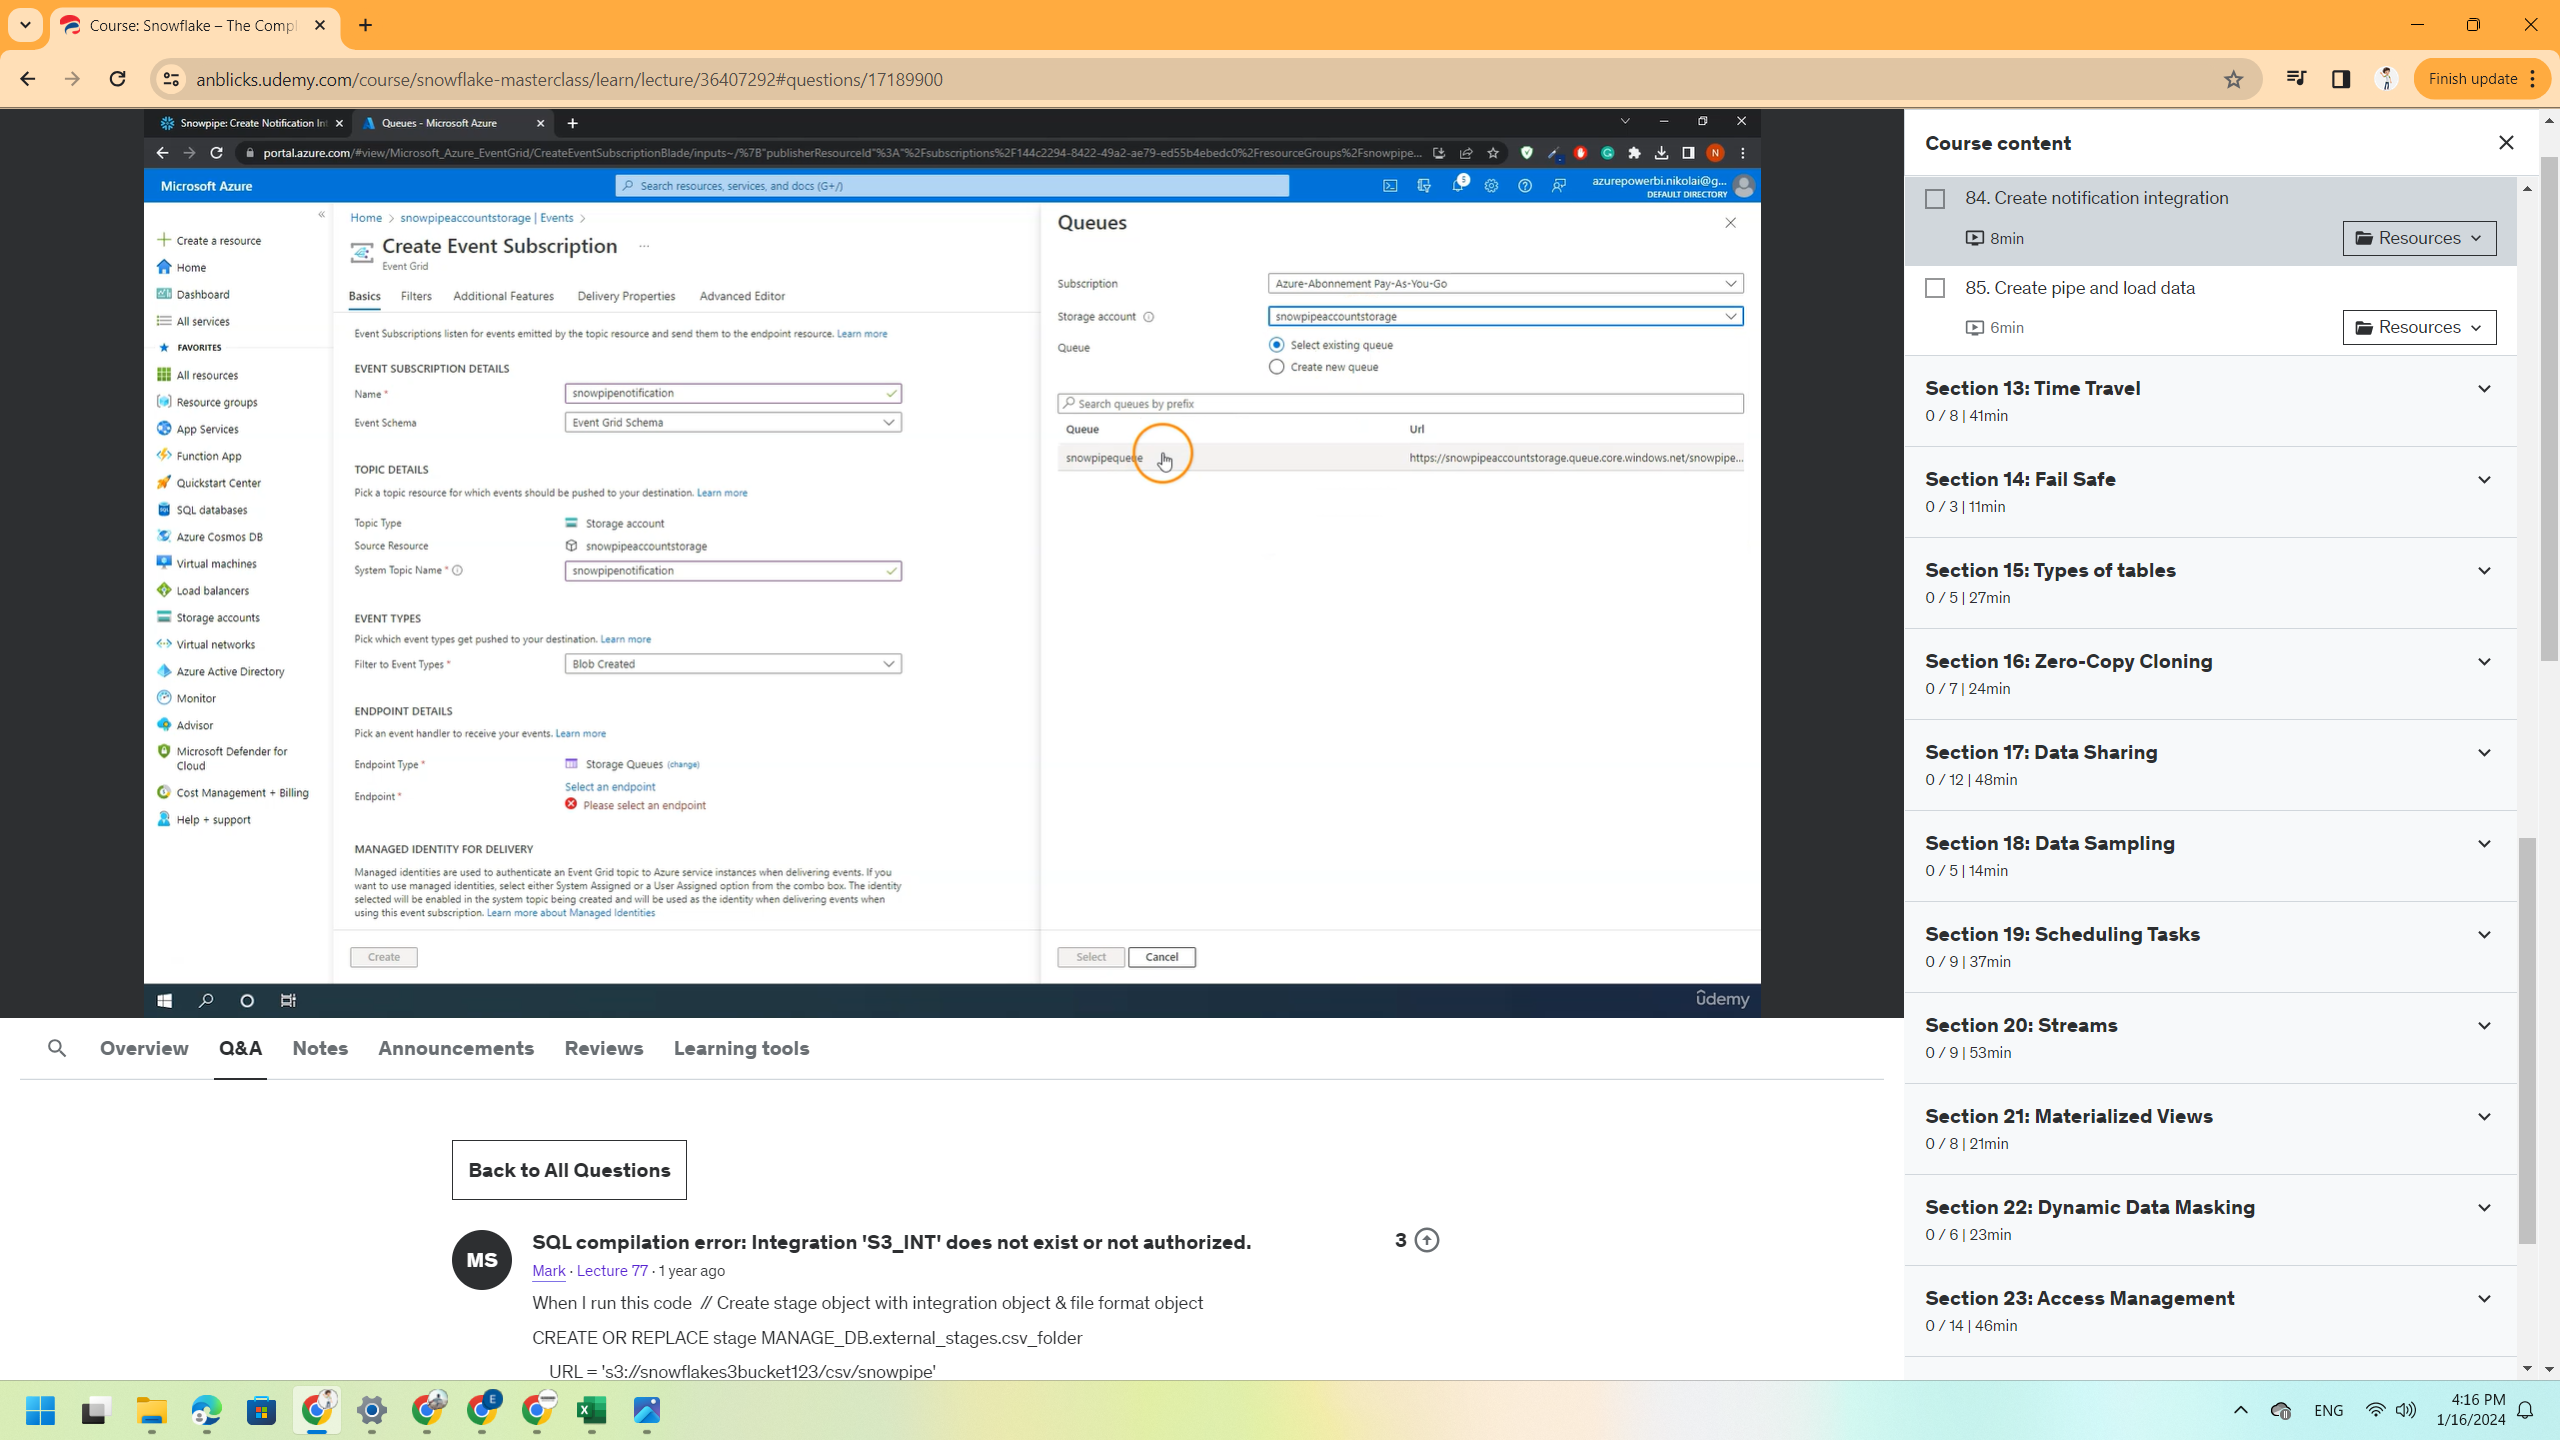 Course: Snowflake – The Compl
anblicks.udemy.com/course/snowflake-masterclass/learn/lecture/36407292#questions/17189900
Finish update
Snowpipe: Create Notification Int
Queues - Microsoft Azure
portal.azure.com/#view/Microsoft_Azure_EventGrid/CreateEventSubscriptionBlade/inputs~/%7B"publisherResourceId"%3A"%2Fsubscriptions%2F144c2294-8422-49a2-ae79-ed55b4ebedc0%2FresourceGroups%2Fsnowpipe...
N
Microsoft Azure
Search resources, services, and docs (G+/)
5
azurepowerbi.nikolai@g...
DEFAULT DIRECTORY
Create a resource
Home
Dashboard
All services
FAVORITES
All resources
Resource groups
App Services
Function App
Quickstart Center
SQL databases
Azure Cosmos DB
Virtual machines
Load balancers
Storage accounts
Virtual networks
Azure Active Directory
Monitor
Advisor
Microsoft Defender for
Cloud
Cost Management + Billing
Help + support
Home > snowpipeaccountstorage | Events >
Create Event Subscription ...
Event Grid
Basics Filters Additional Features Delivery Properties Advanced Editor
Event Subscriptions listen for events emitted by the topic resource and send them to the endpoint resource. Learn more
EVENT SUBSCRIPTION DETAILS
Name * snowpipenotification
Event Schema Event Grid Schema
TOPIC DETAILS
Pick a topic resource for which events should be pushed to your destination. Learn more
Topic Type Storage account
Source Resource snowpipeaccountstorage
System Topic Name * snowpipenotification
EVENT TYPES
Pick which event types get pushed to your destination. Learn more
Filter to Event Types * Blob Created
ENDPOINT DETAILS
Pick an event handler to receive your events. Learn more
Endpoint Type * Storage Queues (change)
Select an endpoint
Endpoint *
Please select an endpoint
MANAGED IDENTITY FOR DELIVERY
Managed identities are used to authenticate an Event Grid topic to Azure service instances when delivering events. If you
want to use managed identities, select either System Assigned or a User Assigned option from the combo box. The identity
selected will be enabled in the system topic being created and will be used as the identity when delivering events when
using this event subscription. Learn more about Managed Identities
Create
Queues
Subscription Azure-Abonnement Pay-As-You-Go
Storage account snowpipeaccountstorage
Queue Select existing queue
Create new queue
Search queues by prefix
Queue Url
snowpipequeue https://snowpipeaccountstorage.queue.core.windows.net/snowpipe...
Select Cancel
ûdemy
Overview Q&A Notes Announcements Reviews Learning tools
Back to All Questions
MS
SQL compilation error: Integration 'S3_INT' does not exist or not authorized.
3
Mark · Lecture 77 · 1 year ago
When I run this code // Create stage object with integration object & file format object
CREATE OR REPLACE stage MANAGE_DB.external_stages.csv_folder
URL = 's3://snowflakes3bucket123/csv/snowpipe'
Course content
84. Create notification integration
8min
Resources
85. Create pipe and load data
6min
Resources
Section 13: Time Travel
0 / 8 | 41min
Section 14: Fail Safe
0 / 3 | 11min
Section 15: Types of tables
0 / 5 | 27min
Section 16: Zero-Copy Cloning
0 / 7 | 24min
Section 17: Data Sharing
0 / 12 | 48min
Section 18: Data Sampling
0 / 5 | 14min
Section 19: Scheduling Tasks
0 / 9 | 37min
Section 20: Streams
0 / 9 | 53min
Section 21: Materialized Views
0 / 8 | 21min
Section 22: Dynamic Data Masking
0 / 6 | 23min
Section 23: Access Management
0 / 14 | 46min
E
ENG
4:16 PM
1/16/2024